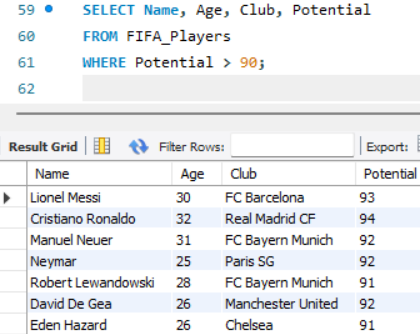 59 SELECT Name, Age, Club, Potential
60 FROM FIFA_Players
61 WHERE Potential > 90;
62
Result Grid Filter Rows: Export:
Name Age Club Potential
Lionel Messi 30 FC Barcelona 93
Cristiano Ronaldo 32 Real Madrid CF 94
Manuel Neuer 31 FC Bayern Munich 92
Neymar 25 Paris SG 92
Robert Lewandowski 28 FC Bayern Munich 91
David De Gea 26 Manchester United 92
Eden Hazard 26 Chelsea 91